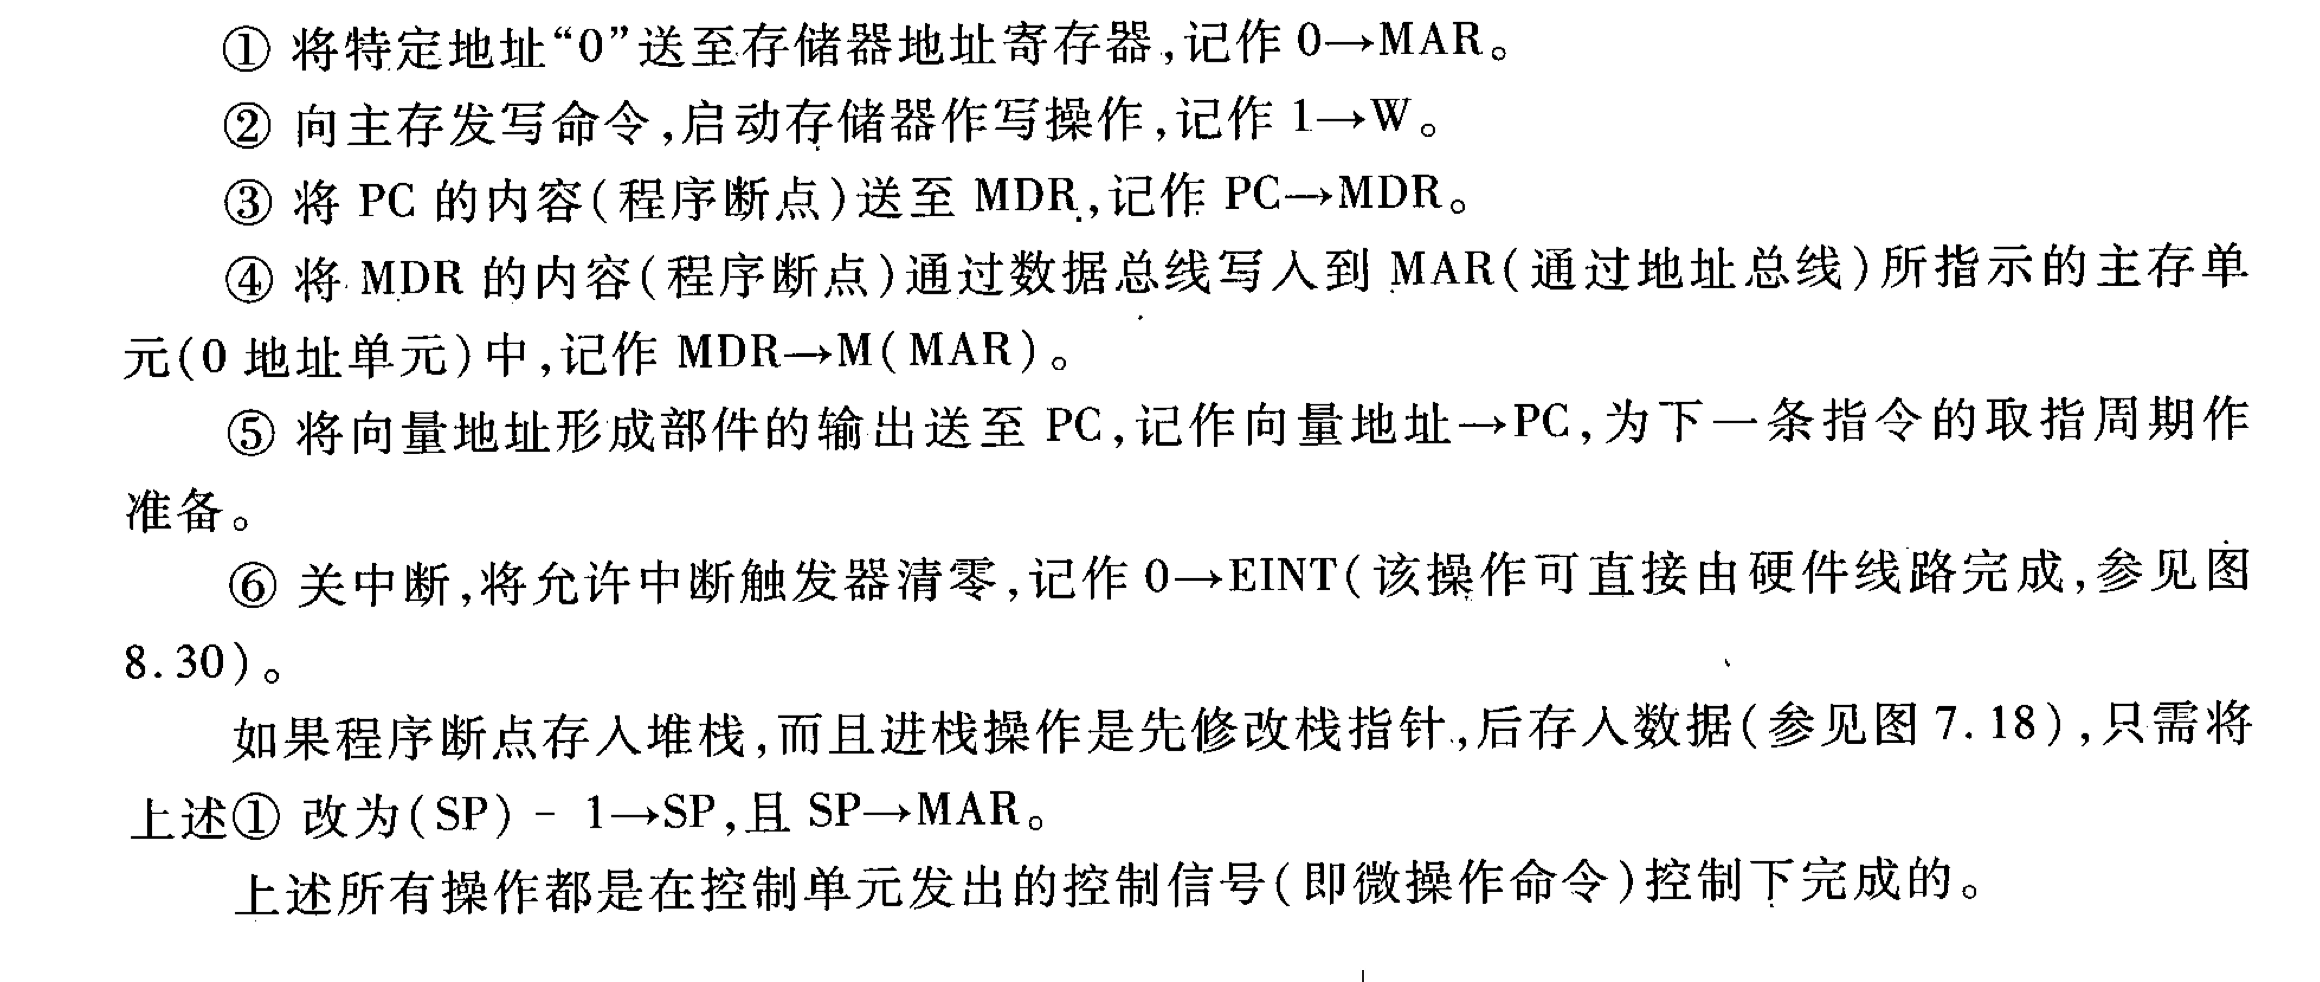 ① 将特定地址“0”送至存储器地址寄存器,记作 0→MAR。
② 向主存发写命令,启动存储器作写操作,记作 1→W。
③ 将 PC 的内容(程序断点)送至 MDR,记作 PC→MDR。
④ 将 MDR 的内容(程序断点)通过数据总线写入到 MAR(通过地址总线)所指示的主存单
元(0 地址单元)中,记作 MDR→M(MAR)。
⑤ 将向量地址形成部件的输出送至 PC,记作向量地址→PC,为下一条指令的取指周期作
准备。
⑥ 关中断,将允许中断触发器清零,记作 0→EINT(该操作可直接由硬件线路完成,参见图
8.30)。
如果程序断点存入堆栈,而且进栈操作是先修改栈指针,后存入数据(参见图 7.18),只需将
上述① 改为(SP) - 1→SP,且 SP→MAR。
上述所有操作都是在控制单元发出的控制信号(即微操作命令)控制下完成的。